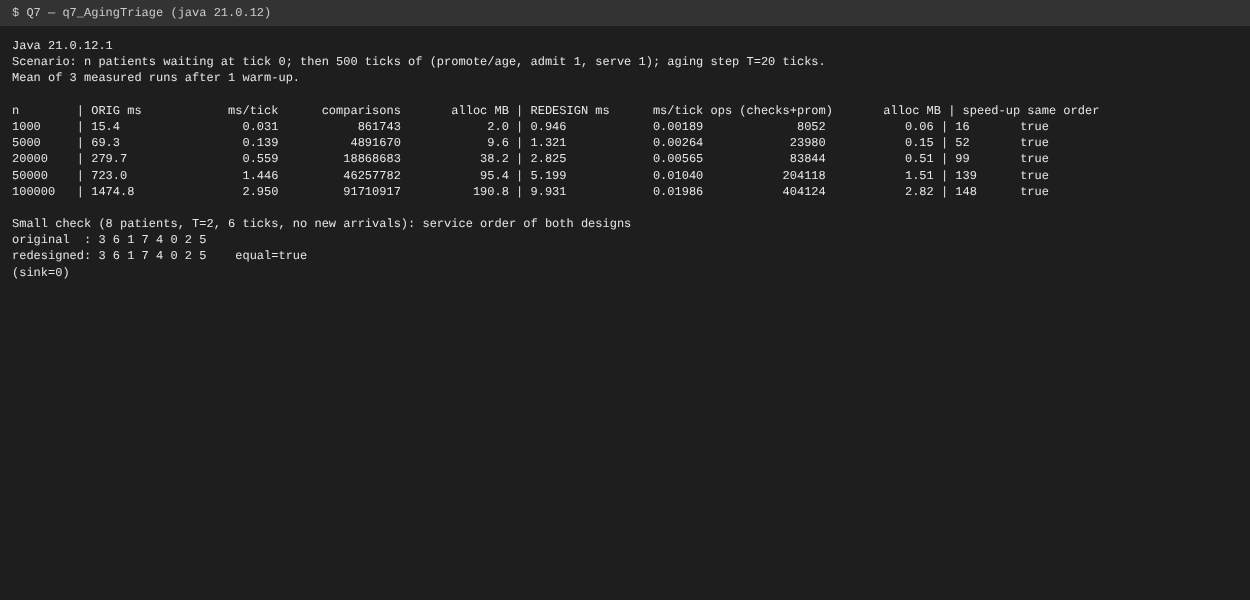 $ Q7 — q7_AgingTriage (java 21.0.12)
Java 21.0.12.1
Scenario: n patients waiting at tick 0; then 500 ticks of (promote/age, admit 1, serve 1); aging step T=20 ticks.
Mean of 3 measured runs after 1 warm-up.
n        | ORIG ms            ms/tick      comparisons       alloc MB | REDESIGN ms      ms/tick ops (checks+prom)       alloc MB | speed-up same order
1000     | 15.4                 0.031           861743            2.0 | 0.946            0.00189             8052           0.06 | 16       true
5000     | 69.3                 0.139          4891670            9.6 | 1.321            0.00264            23980           0.15 | 52       true
20000    | 279.7                0.559         18868683           38.2 | 2.825            0.00565            83844           0.51 | 99       true
50000    | 723.0                1.446         46257782           95.4 | 5.199            0.01040           204118           1.51 | 139      true
100000   | 1474.8               2.950         91710917          190.8 | 9.931            0.01986           404124           2.82 | 148      true
Small check (8 patients, T=2, 6 ticks, no new arrivals): service order of both designs
original  : 3 6 1 7 4 0 2 5
redesigned: 3 6 1 7 4 0 2 5    equal=true
(sink=0)